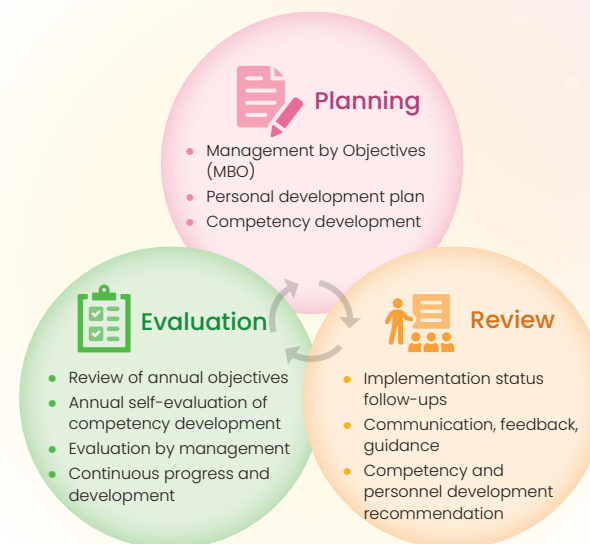 Planning
• Management by Objectives
(MBO)
• Personal development plan
• Competency development
Evaluation
• Review of annual objectives
• Annual self-evaluation of
competency development
• Evaluation by management
• Continuous progress and
development
Review
• Implementation status
follow-ups
• Communication, feedback,
guidance
• Competency and
personnel development
recommendation